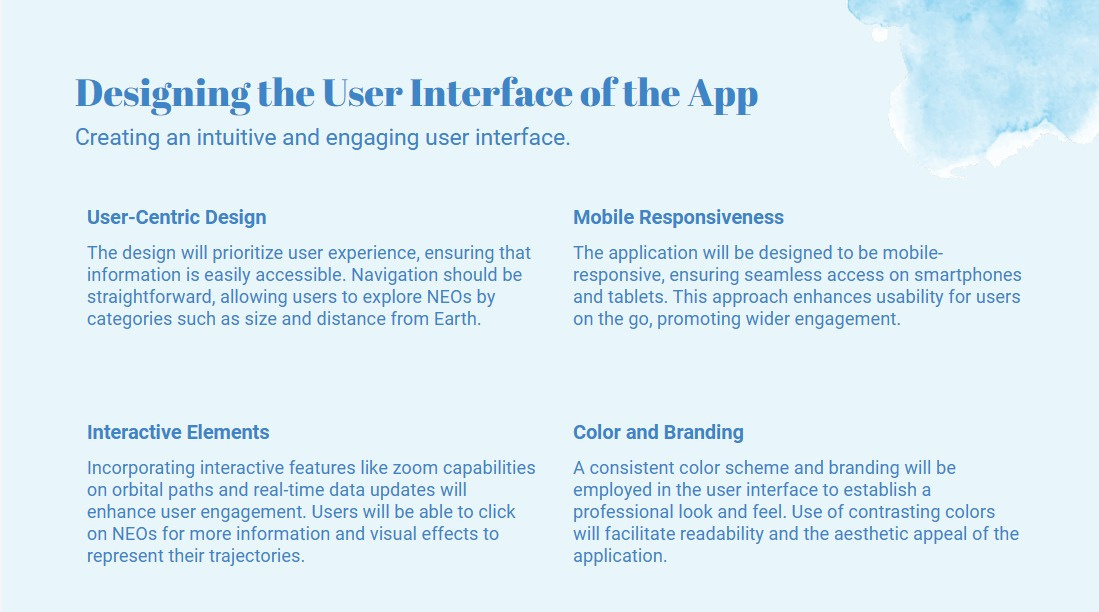 Designing the User Interface of the App
Creating an intuitive and engaging user interface.
User-Centric Design
The design will prioritize user experience, ensuring that
information is easily accessible. Navigation should be
straightforward, allowing users to explore NEOs by
categories such as size and distance from Earth.
Mobile Responsiveness
The application will be designed to be mobile-
responsive, ensuring seamless access on smartphones
and tablets. This approach enhances usability for users
on the go, promoting wider engagement.
Interactive Elements
Incorporating interactive features like zoom capabilities
on orbital paths and real-time data updates will
enhance user engagement. Users will be able to click
on NEOs for more information and visual effects to
represent their trajectories.
Color and Branding
A consistent color scheme and branding will be
employed in the user interface to establish a
professional look and feel. Use of contrasting colors
will facilitate readability and the aesthetic appeal of the
application.